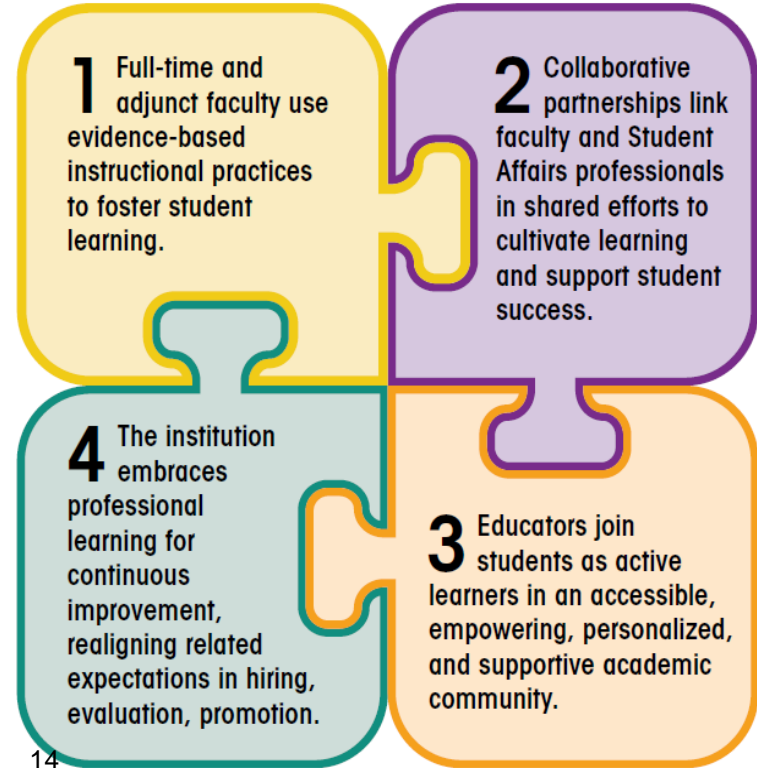 1 Full-time and
adjunct faculty use
evidence-based
instructional practices
to foster student
learning.
2 Collaborative
partnerships link
faculty and Student
Affairs professionals
in shared efforts to
cultivate learning
and support student
success.
3 Educators join
students as active
learners in an accessible,
empowering, personalized,
and supportive academic
community.
4 The institution
embraces
professional
learning for
continuous
improvement,
realigning related
expectations in hiring,
evaluation, promotion.
14